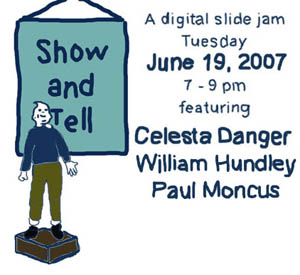 Show
and
Tell
A digital slide jam
Tuesday
June 19, 2007
7 - 9 pm
featuring
Celesta Danger
William Hundley
Paul Moncus